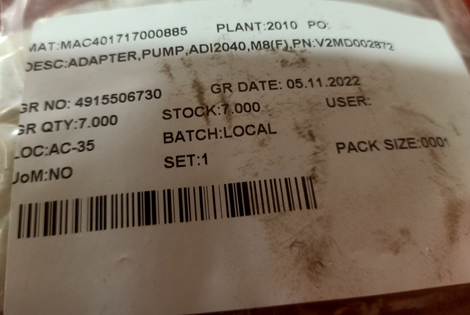 MAT:MAC401717000885 PLANT:2010 PO:
DESC:ADAPTER,PUMP,ADI2040,M8(F),PN:V2MD002872
GR NO: 4915506730 GR DATE: 05.11.2022
GR QTY:7.000 STOCK:7.000 USER:
LOC:AC-35 BATCH:LOCAL PACK SIZE:0001
UoM:NO SET:1